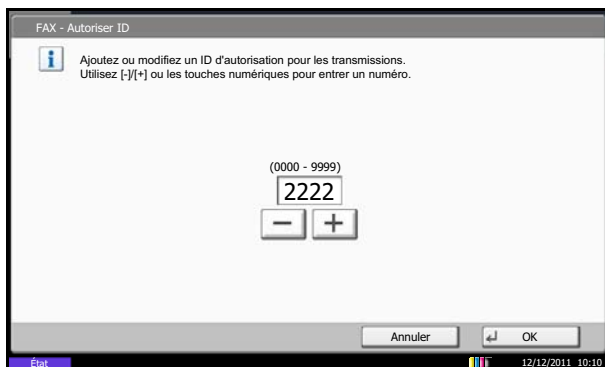 FAX - Autoriser ID
Ajoutez ou modifiez un ID d'autorisation pour les transmissions.
Utilisez [-]/[+] ou les touches numériques pour entrer un numéro.
(0000 - 9999)
2222
Annuler
OK
État
12/12/2011 10:10